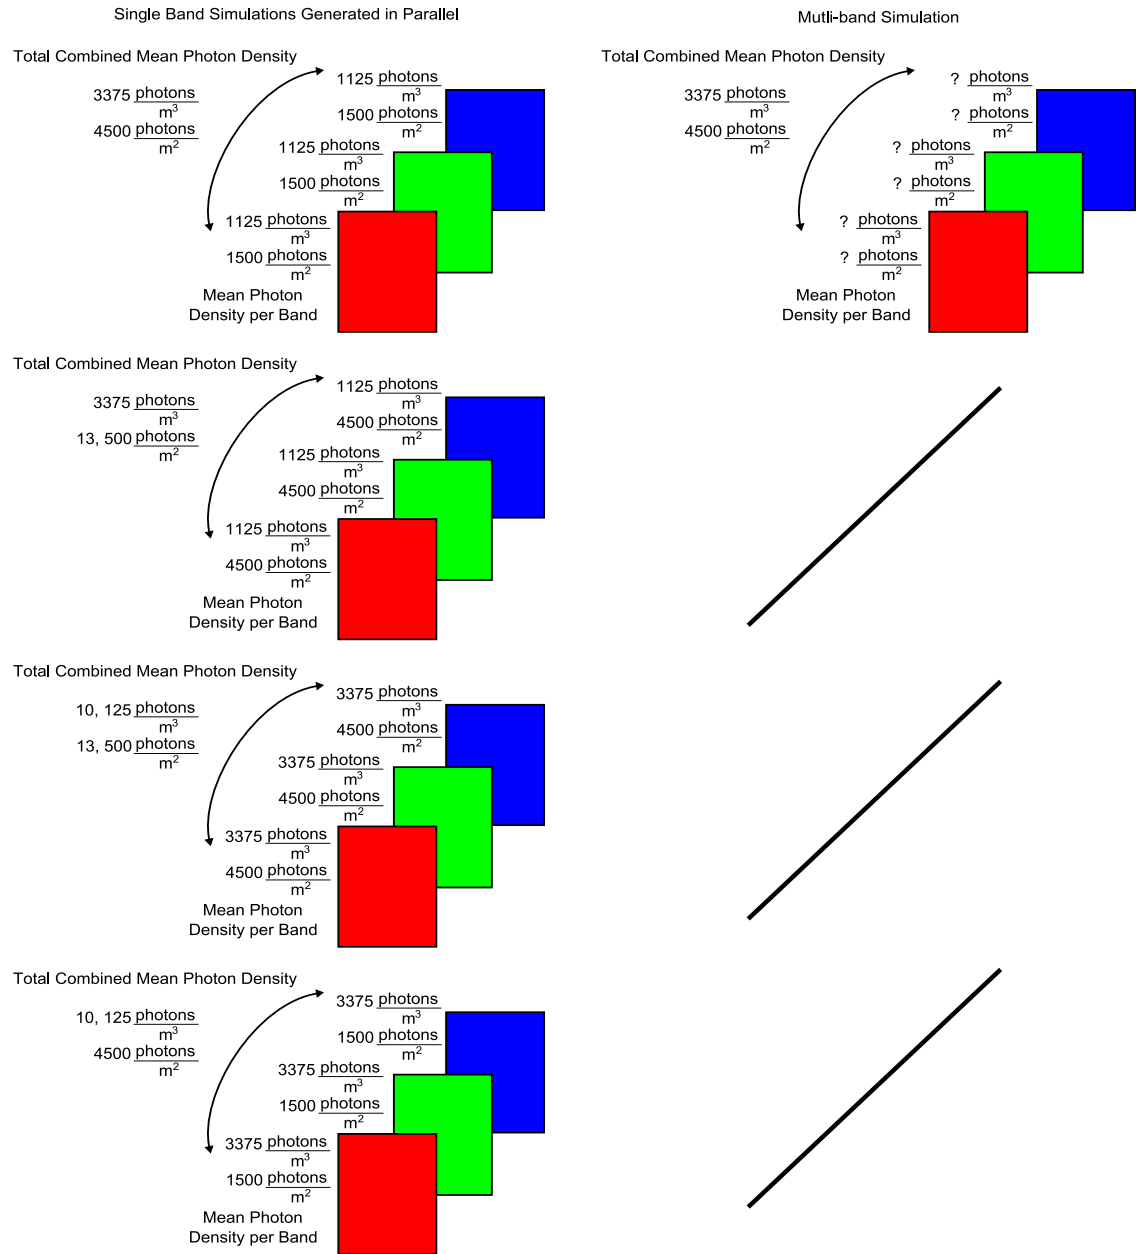 Single Band Simulations Generated in Parallel
Mutli-band Simulation
Total Combined Mean Photon Density
3375 photons
m3
4500 photons
m2
1125 photons
m3
1500 photons
m2
1125 photons
m3
1500 photons
m2
1125 photons
m3
1500 photons
m2
Mean Photon
Density per Band
Total Combined Mean Photon Density
3375 photons
m3
4500 photons
m2
? photons
m3
? photons
m2
? photons
m3
? photons
m2
? photons
m3
? photons
m2
Mean Photon
Density per Band
Total Combined Mean Photon Density
3375 photons
m3
13, 500 photons
m2
1125 photons
m3
4500 photons
m2
1125 photons
m3
4500 photons
m2
1125 photons
m3
4500 photons
m2
Mean Photon
Density per Band
Total Combined Mean Photon Density
10, 125 photons
m3
13, 500 photons
m2
3375 photons
m3
4500 photons
m2
3375 photons
m3
4500 photons
m2
3375 photons
m3
4500 photons
m2
Mean Photon
Density per Band
Total Combined Mean Photon Density
10, 125 photons
m3
4500 photons
m2
3375 photons
m3
1500 photons
m2
3375 photons
m3
1500 photons
m2
3375 photons
m3
1500 photons
m2
Mean Photon
Density per Band